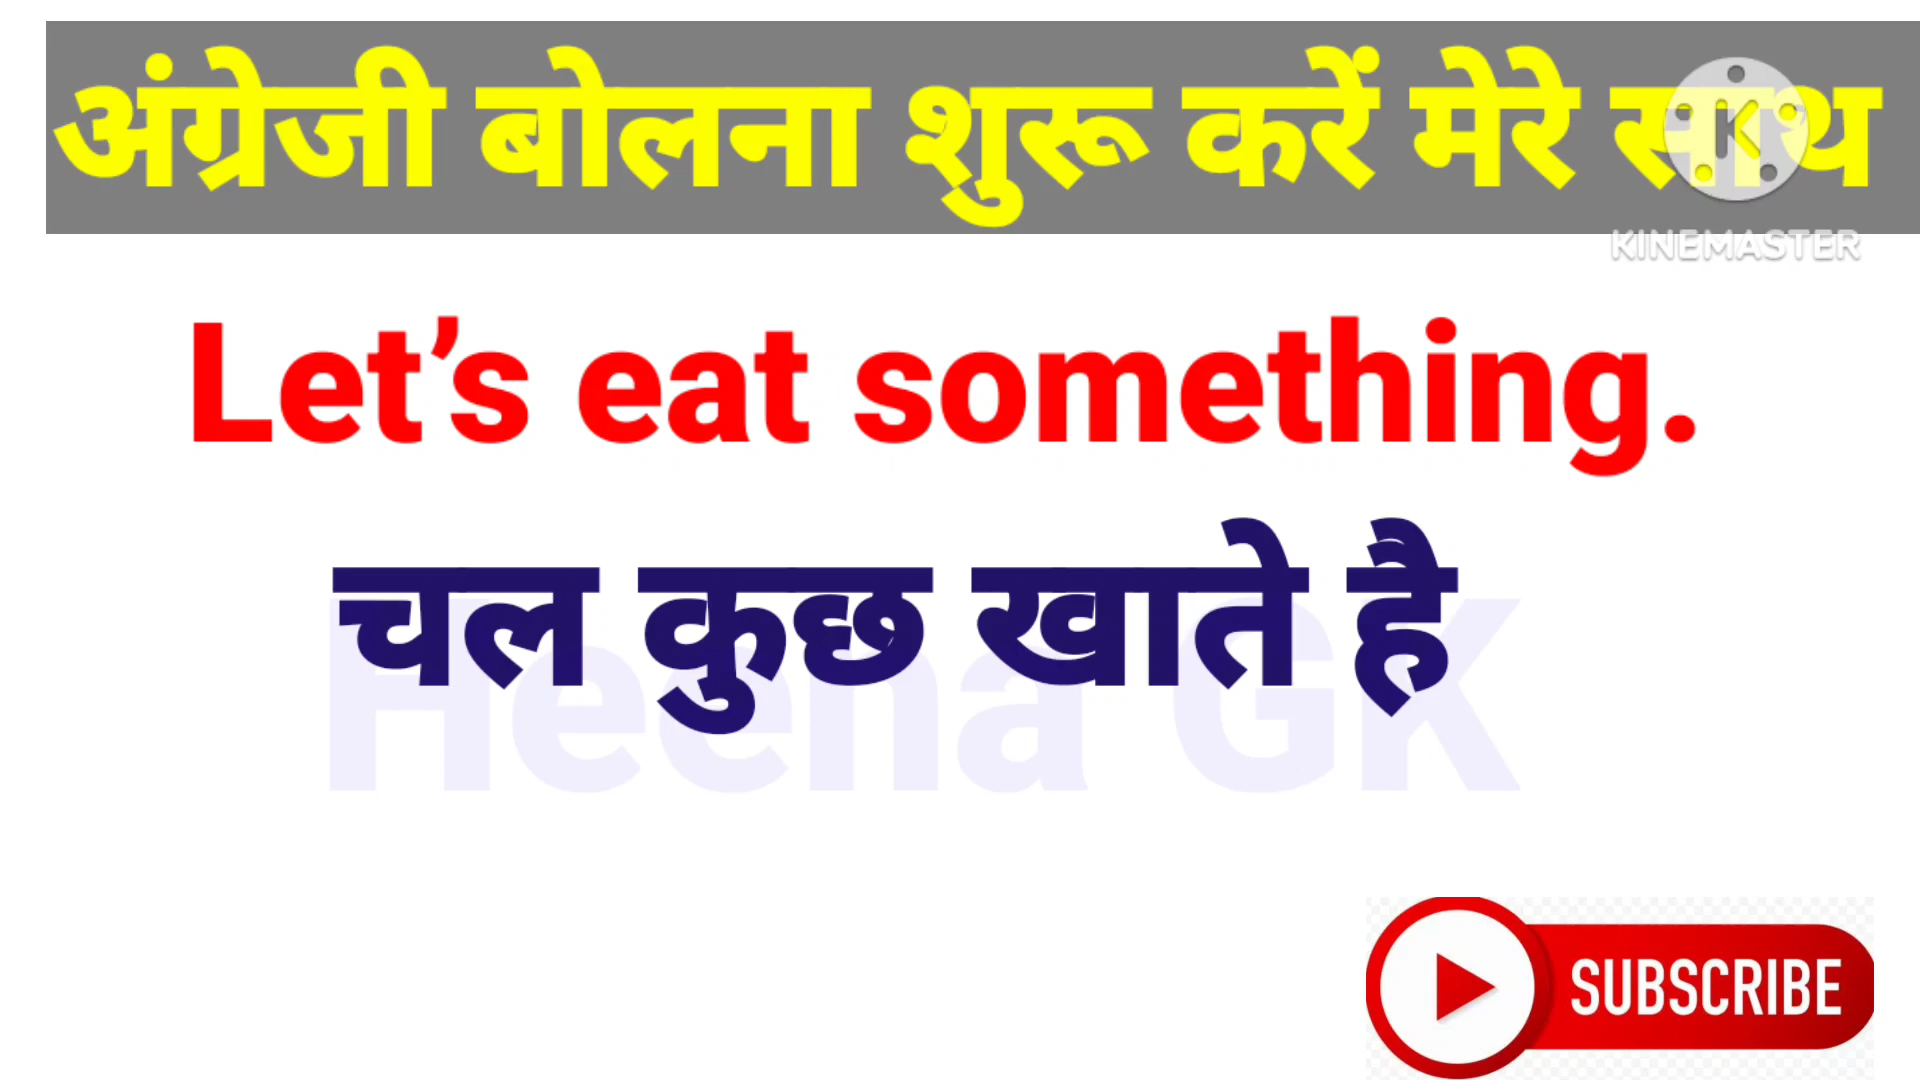 अंग्रेजी बोलना शुरू करें मेरे साथ
KINEMASTER
Let’s eat something.
चल कुछ खाते है
Heena GK
SUBSCRIBE